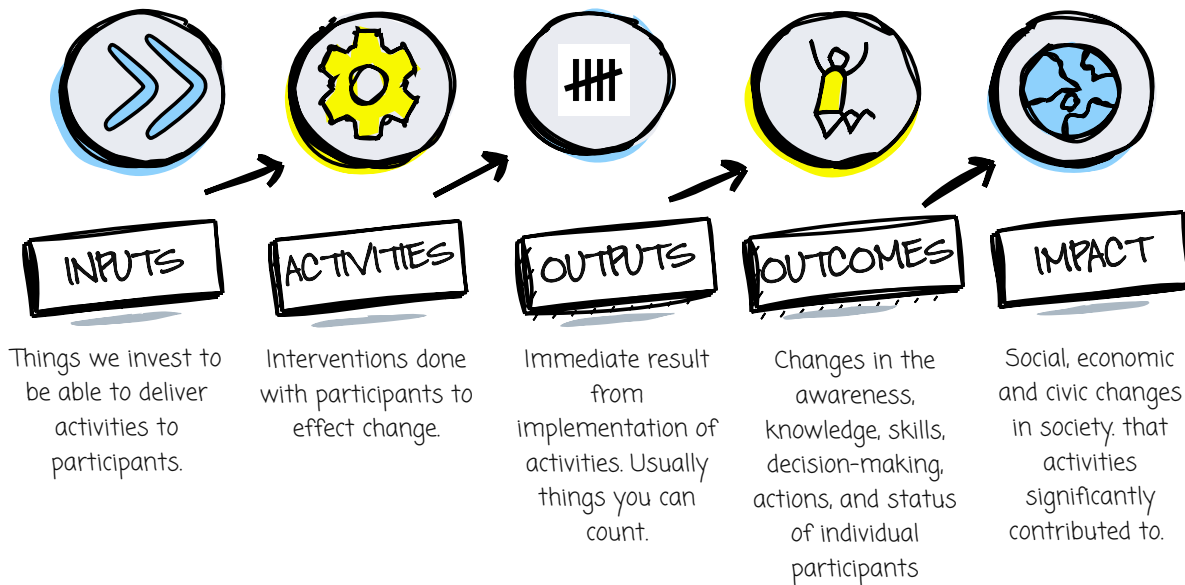 INPUTS
Things we invest to
be able to deliver
activities to
participants.
ACTIVITIES
Interventions done
with participants to
effect change.
OUTPUTS
Immediate result
from
implementation of
activities. Usually
things you can
count.
OUTCOMES
Changes in the
awareness,
knowledge, skills,
decision-making,
actions, and status
of individual
participants
IMPACT
Social, economic
and civic changes
in society. that
activities
significantly
contributed to.